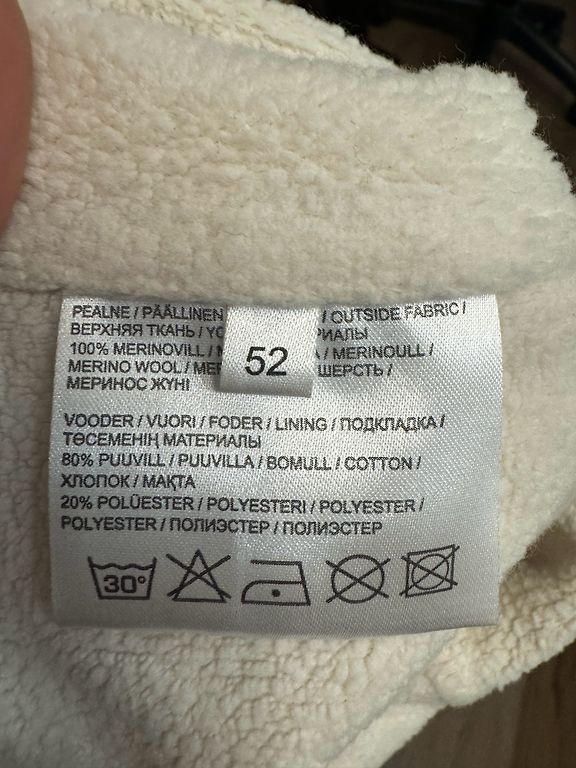 PEALNE / PÄÄLLINEN / OUTSIDE FABRIC /
ВЕРХНЯЯ ТКАНЬ /
100% MERINOVILL / / MERINOULL /
52
MERINO WOOL / ШЕРСТЬ /
МЕРИНОС ЖҮНІ
VOODER / VUORI / FODER / LINING / ПОДКЛАДКА /
ТӨСЕМЕНІҢ МАТЕРИАЛЫ
80% PUUVILL / PUUVILLA / BOMULL / COTTON /
ХЛОПОК / МАҚТА
20% POLÜESTER / POLYESTERI / POLYESTER /
POLYESTER / ПОЛИЭСТЕР / ПОЛИЭСТЕР
30°